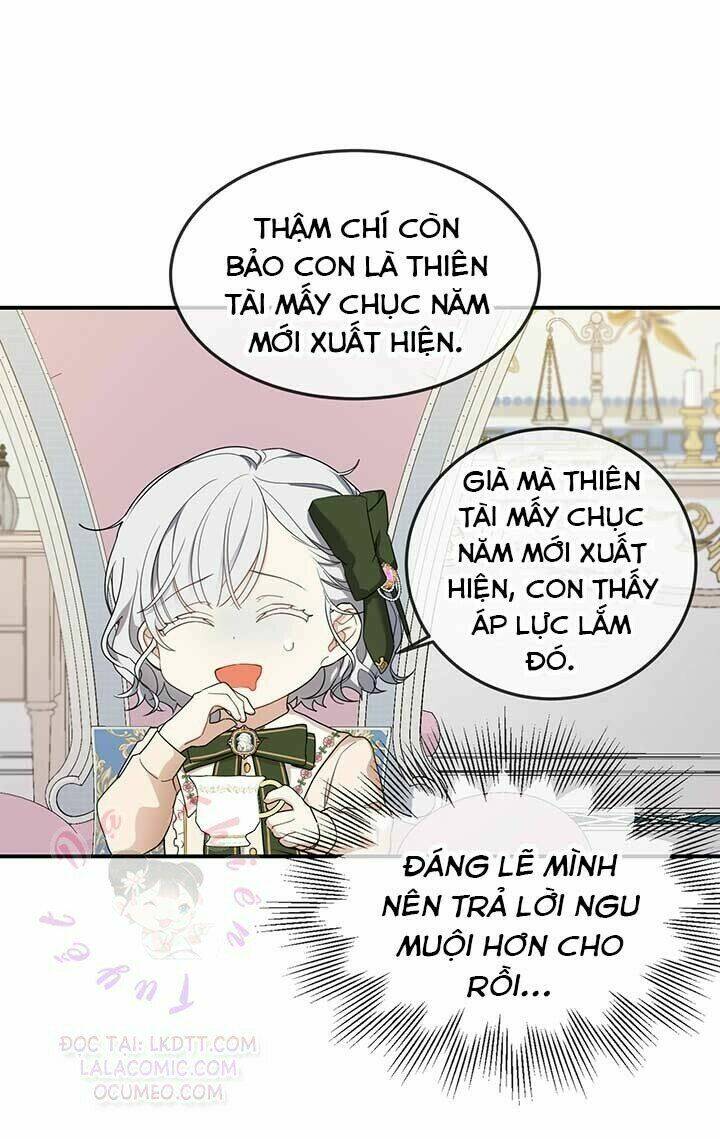 THẬM CHÍ CÒN
BẢO CON LÀ THIÊN
TÀI MẤY CHỤC NĂM
MỚI XUẤT HIỆN.
GIÀ MÀ THIÊN
TÀI MẤY CHỤC
NĂM MỚI XUẤT
HIỆN, CON THẤY
ÁP LỰC LẮM
ĐÓ.
ĐÁNG LẼ MÌNH
NÊN TRẢ LỜI NGU
MUỘI HƠN CHO
RỒI...
ĐỌC TẠI: LKDTT.COM
LALACOMIC.COM
OCUMEO.COM